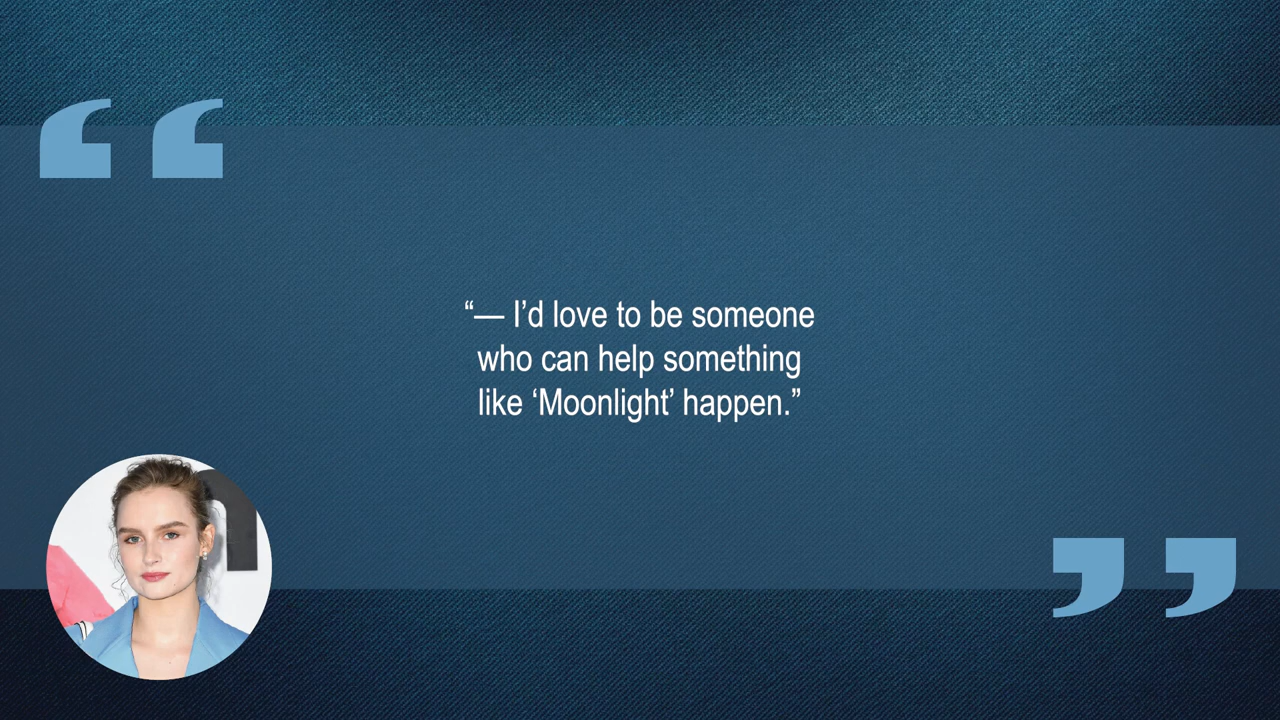 “— I’d love to be someone
who can help something
like ‘Moonlight’ happen.”